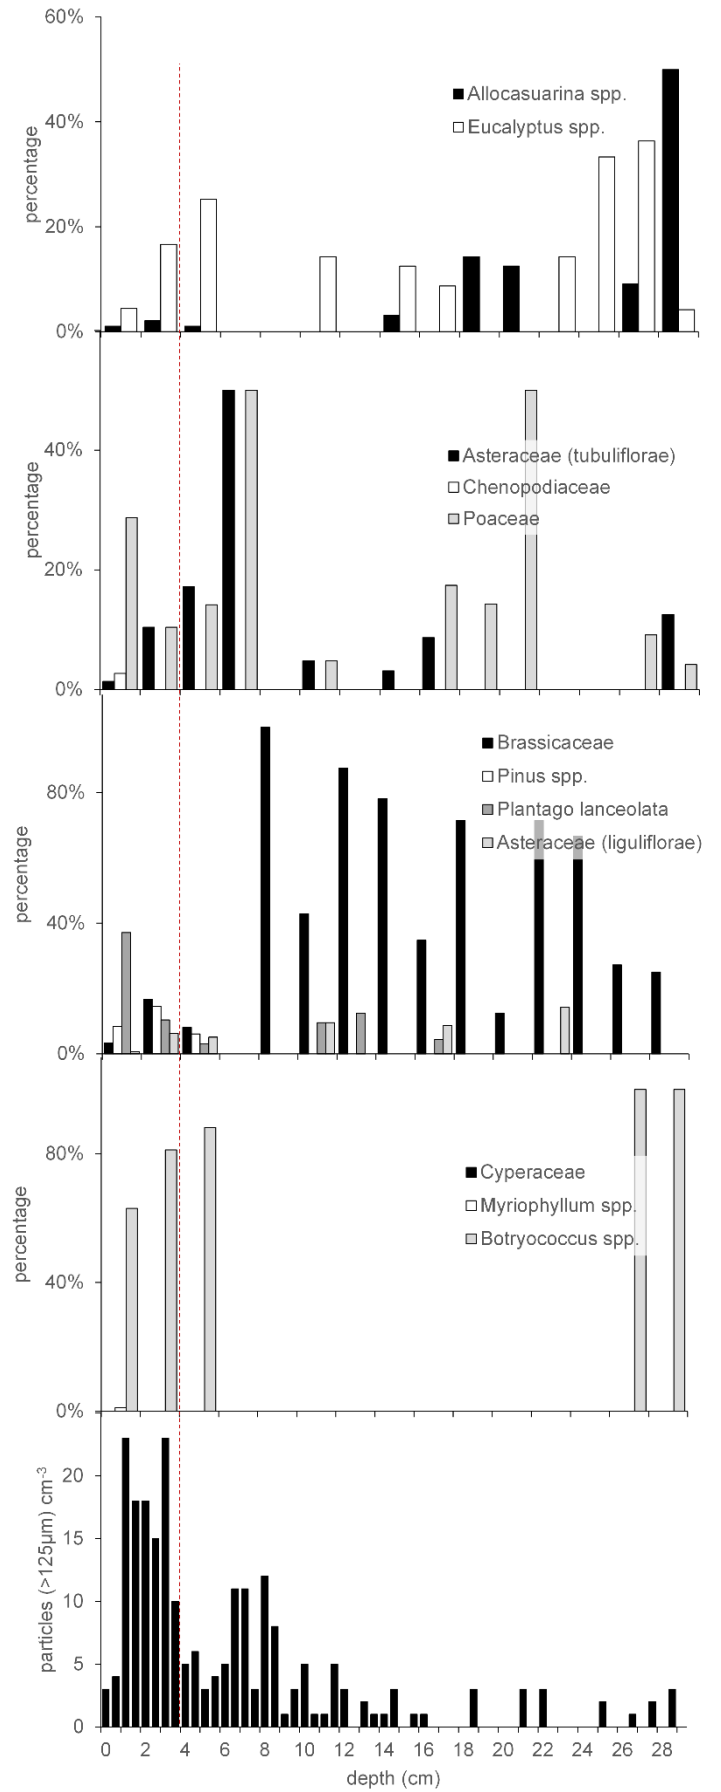 60%
40%
20%
0%
percentage
Allocasuarina spp.
Eucalyptus spp.
40%
20%
0%
percentage
Asteraceae (tubuliflorae)
Chenopodiaceae
Poaceae
80%
40%
0%
percentage
Brassicaceae
Pinus spp.
Plantago lanceolata
Asteraceae (liguliflorae)
80%
40%
0%
percentage
Cyperaceae
Myriophyllum spp.
Botryococcus spp.
20
15
10
5
0
particles (>125µm) cm⁻³
0 2 4 6 8 10 12 14 16 18 20 22 24 26 28
depth (cm)